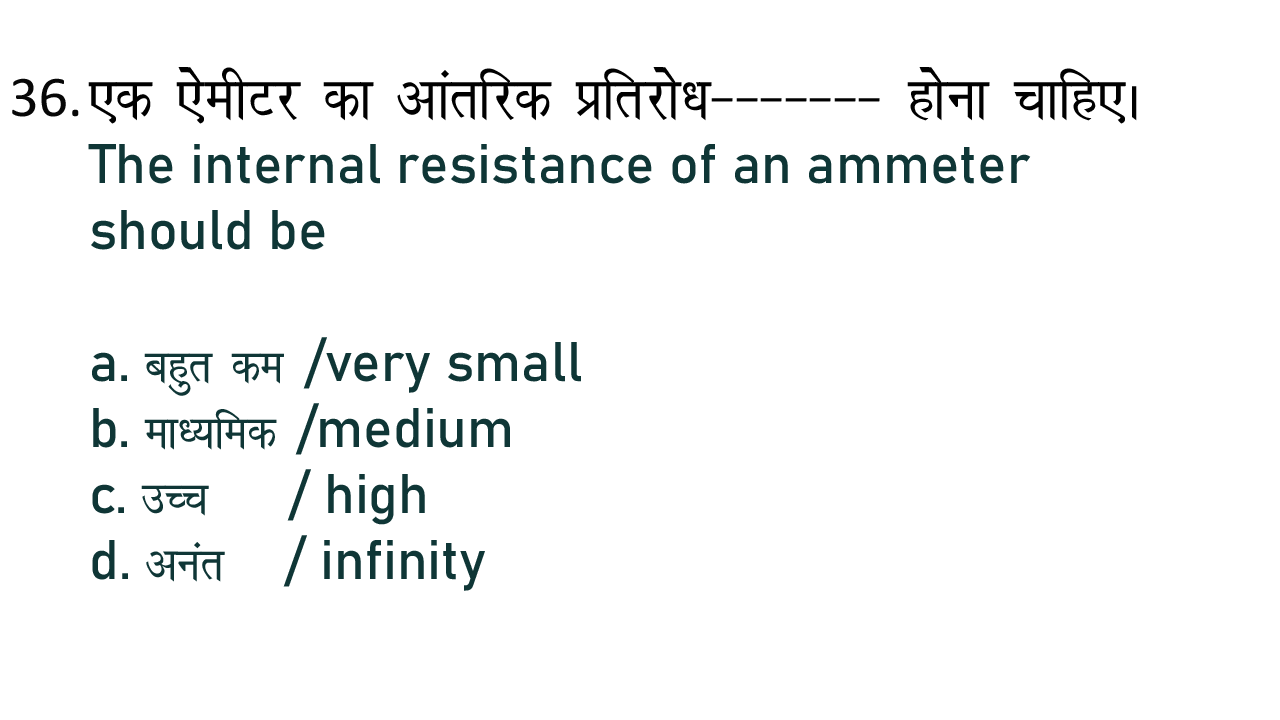 36. एक ऐमीटर का आंतरिक प्रतिरोध------- होना चाहिए।
The internal resistance of an ammeter
should be
a. बहुत कम /very small
b. माध्यमिक /medium
c. उच्च / high
d. अनंत / infinity